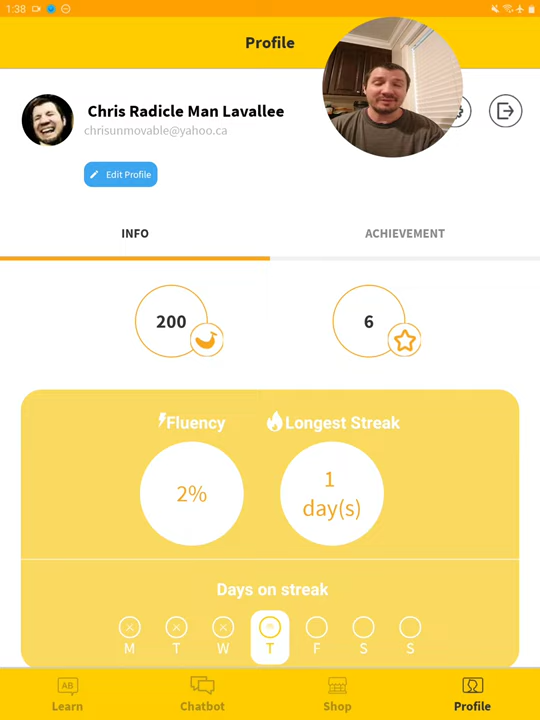 1:38
Profile
Chris Radicle Man Lavallee
chrisunmovable@yahoo.ca
Edit Profile
INFO
ACHIEVEMENT
200
6
Fluency
Longest Streak
2%
1
day(s)
Days on streak
M T W T F S S
AB
Learn
Chatbot
Shop
Profile